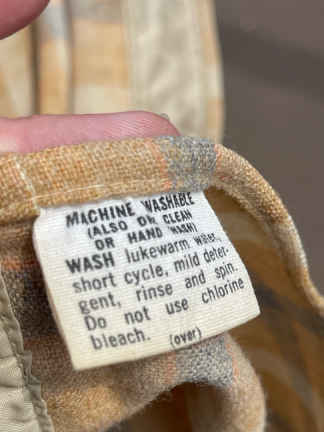 MACHINE WASHABLE
(ALSO DRY CLEAN
OR HAND WASH)
WASH lukewarm water,
short cycle, mild deter-
gent, rinse and spin.
Do not use chlorine
bleach. (over)